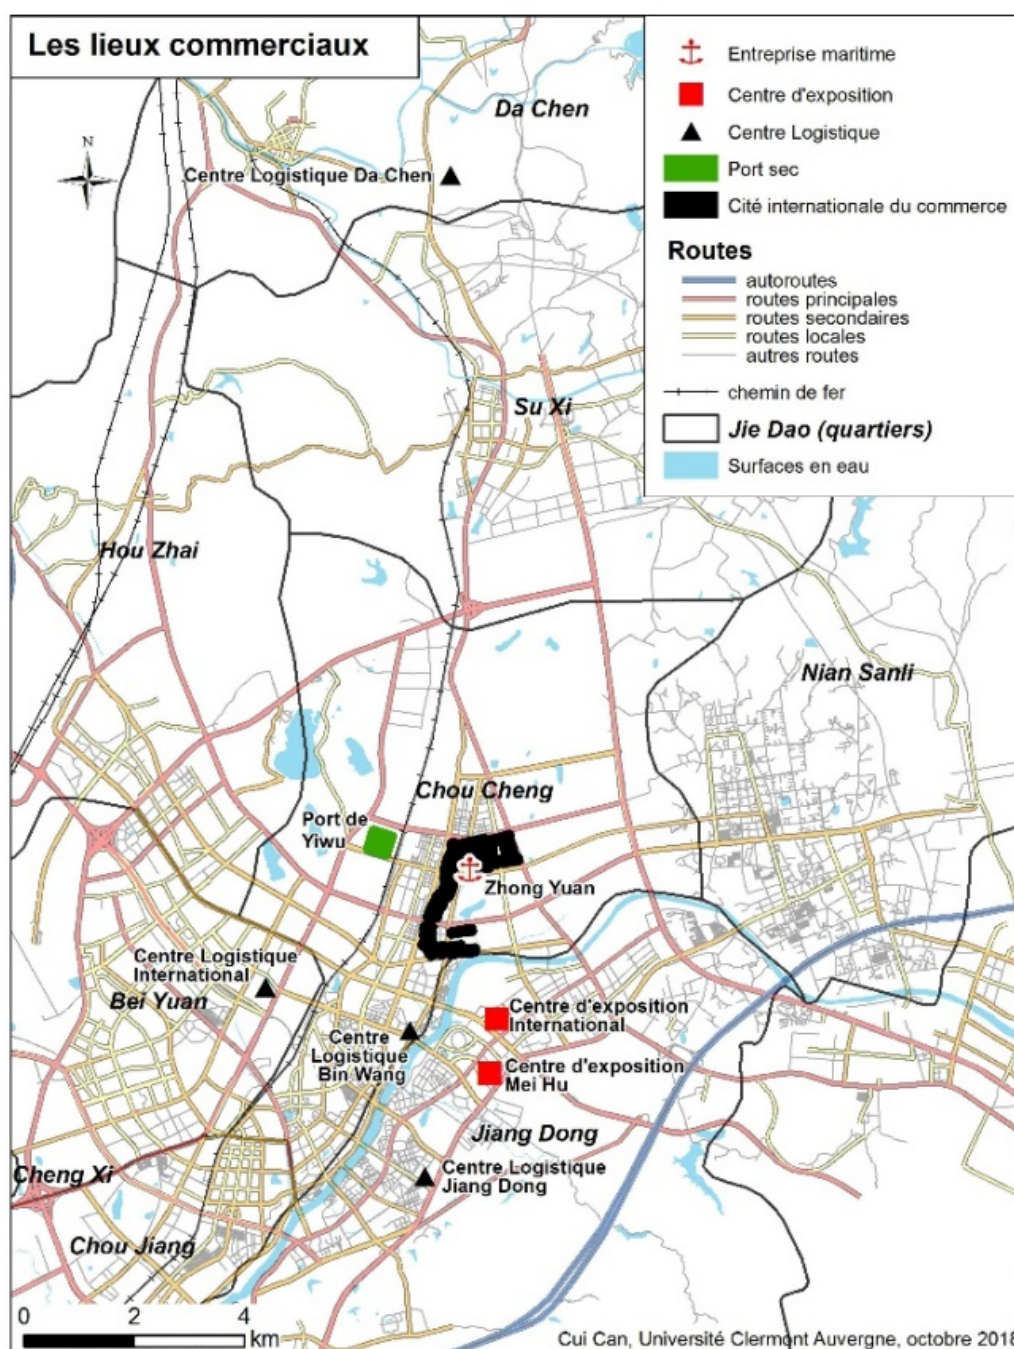 Les lieux commerciaux
Entreprise maritime
Centre d'exposition
Centre Logistique
Port sec
Cité internationale du commerce
Routes
autoroutes
routes principales
routes secondaires
routes locales
autres routes
chemin de fer
Jie Dao (quartiers)
Surfaces en eau
N
Da Chen
Centre Logistique Da Chen
Su Xi
Hou Zhai
Nian Sanli
Chou Cheng
Port de
Yiwu
Zhong Yuan
Centre Logistique
International
Bei Yuan
Centre d'exposition
International
Centre
Logistique
Bin Wang
Centre d'exposition
Mei Hu
Jiang Dong
Centre Logistique
Jiang Dong
Cheng Xi
Chou Jiang
0 2 4
km
Cui Can, Université Clermont Auvergne, octobre 2018